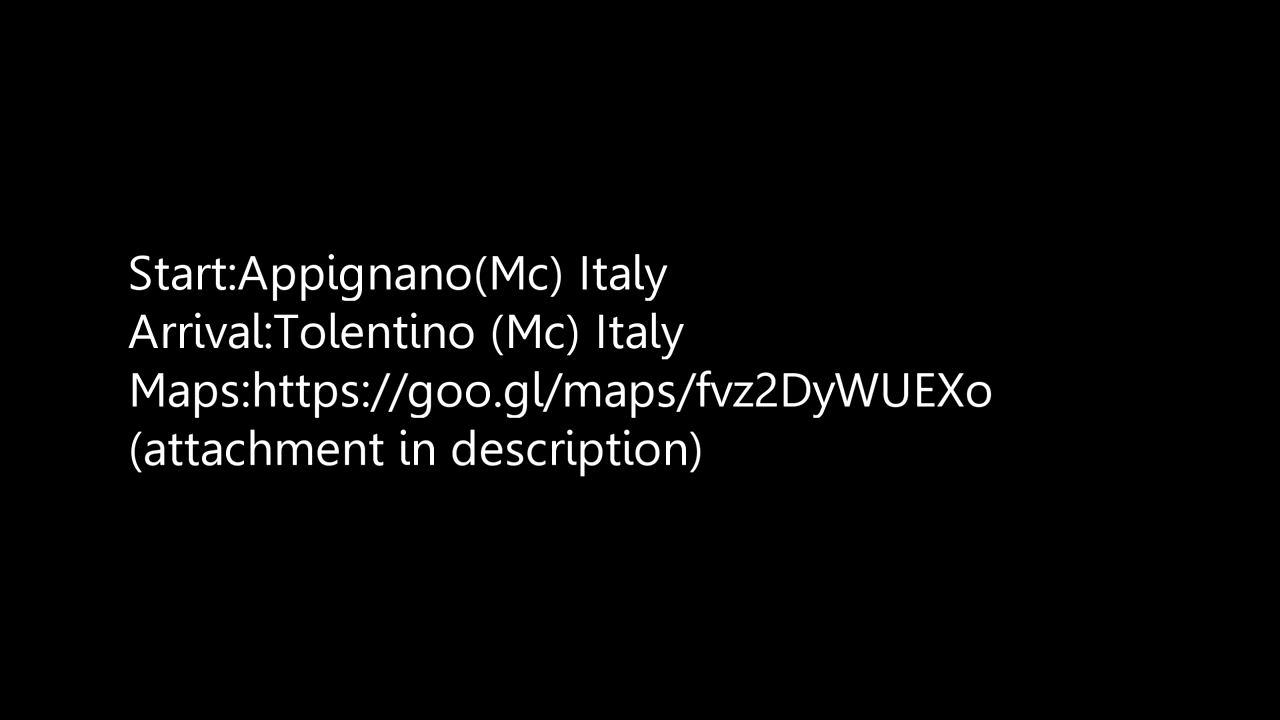 Start:Appignano(Mc) Italy
Arrival:Tolentino (Mc) Italy
Maps:https://goo.gl/maps/fvz2DyWUEXo
(attachment in description)